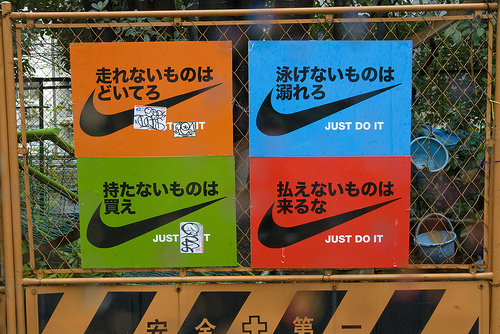 走れないものは
どいてろ
泳げないものは
溺れろ
JUST DO IT
持たないものは
買え
JUST
T
払えないものは
来るな
JUST DO IT
安全十第一